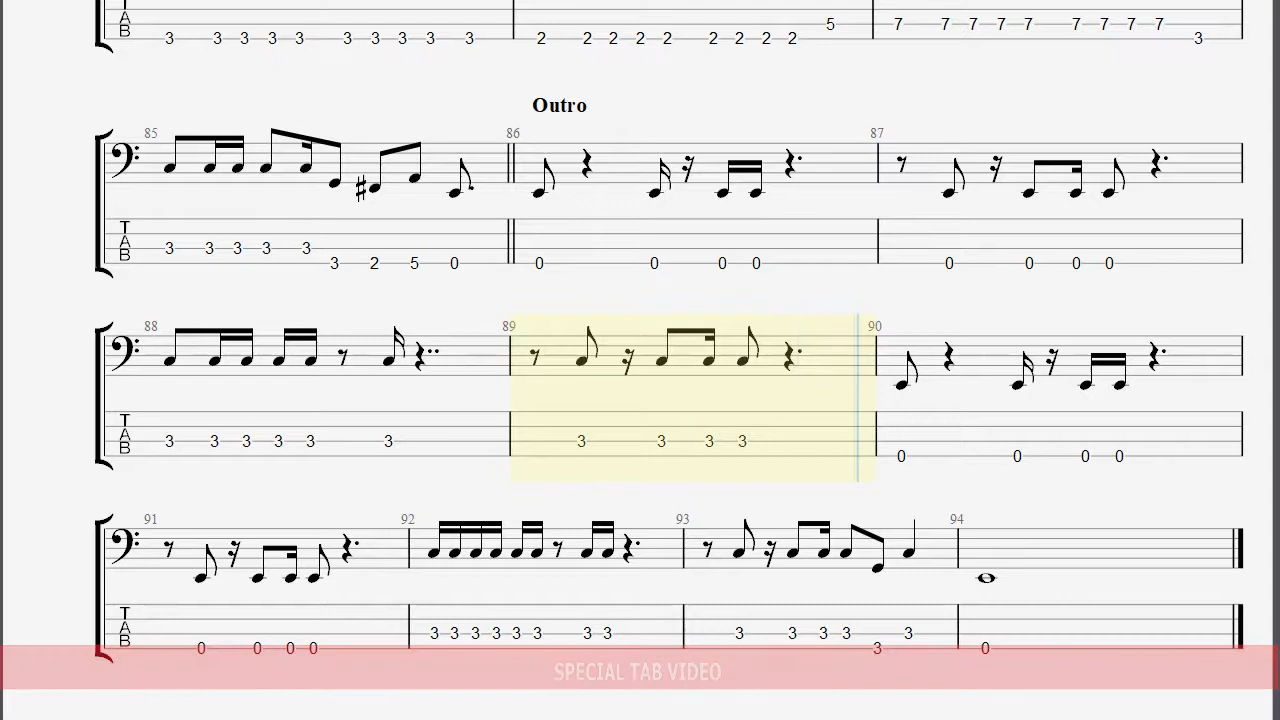 T
A
B
3 3 3 3 3 3 3 3 3 3 2 2 2 2 2 2 2 2 2 5 7 7 7 7 7 7 7 7 7 3
Outro
85 86 87
T
A
B
3 3 3 3 3 3 2 5 0 0 0 0 0 0 0 0 0
88 89 90
T
A
B
3 3 3 3 3 3 3 3 3 3 0 0 0 0
91 92 93 94
T
A
B
0 0 0 0 3 3 3 3 3 3 3 3 3 3 3 3 3 3 0
SPECIAL TAB VIDEO